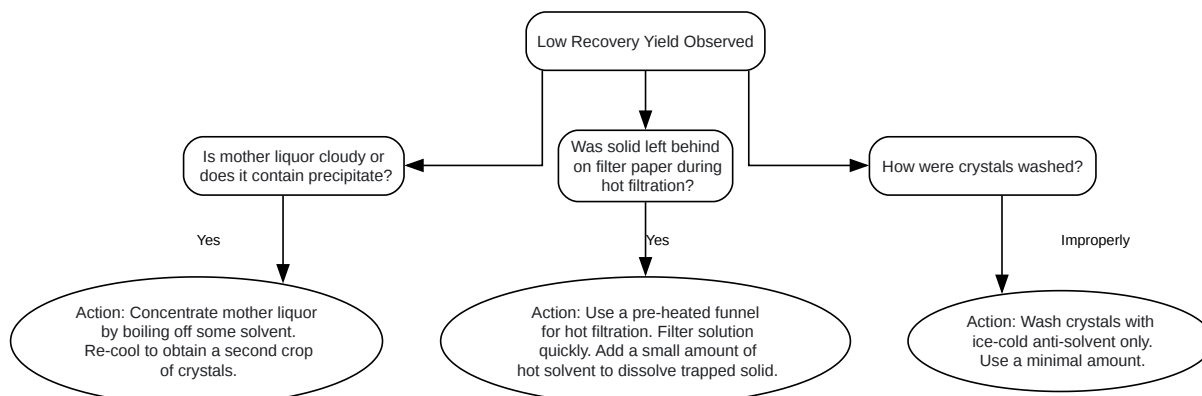 Low Recovery Yield Observed
Is mother liquor cloudy or
does it contain precipitate?
Was solid left behind
on filter paper during
hot filtration?
How were crystals washed?
Yes
Yes
Improperly
Action: Concentrate mother liquor
by boiling off some solvent.
Re-cool to obtain a second crop
of crystals.
Action: Use a pre-heated funnel
for hot filtration. Filter solution
quickly. Add a small amount of
hot solvent to dissolve trapped solid.
Action: Wash crystals with
ice-cold anti-solvent only.
Use a minimal amount.